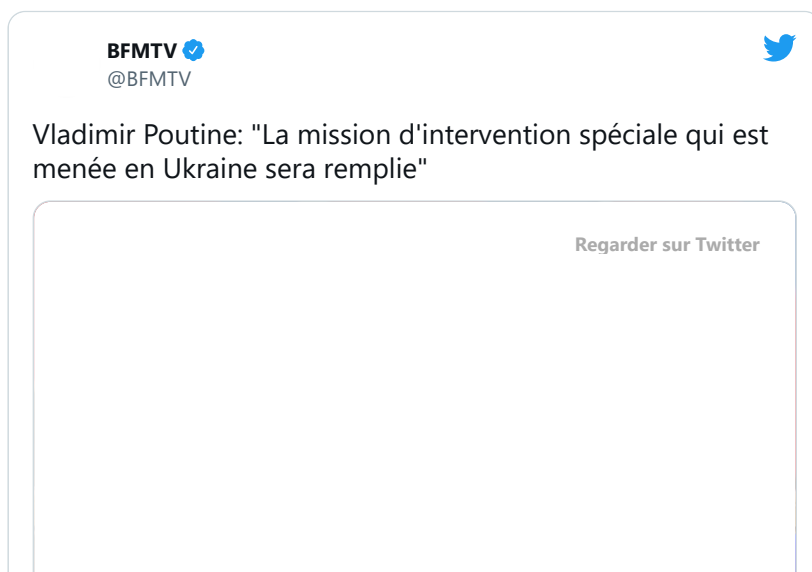 BFMTV
@BFMTV
Vladimir Poutine: "La mission d'intervention spéciale qui est
menée en Ukraine sera remplie"
Regarder sur Twitter